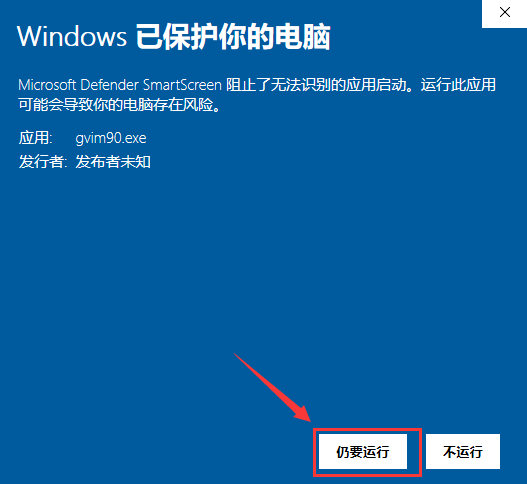 Windows 已保护你的电脑
Microsoft Defender SmartScreen 阻止了无法识别的应用启动。运行此应用
可能会导致你的电脑存在风险。
应用: gvim90.exe
发行者: 发布者未知
仍要运行 不运行